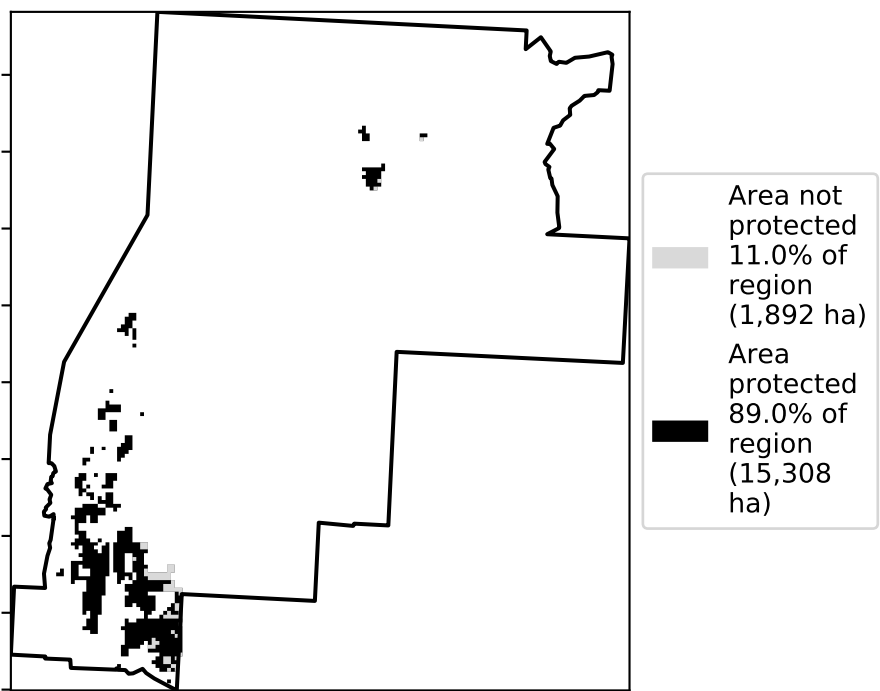 Area not
protected
11.0% of
region
(1,892 ha)
Area
protected
89.0% of
region
(15,308
ha)